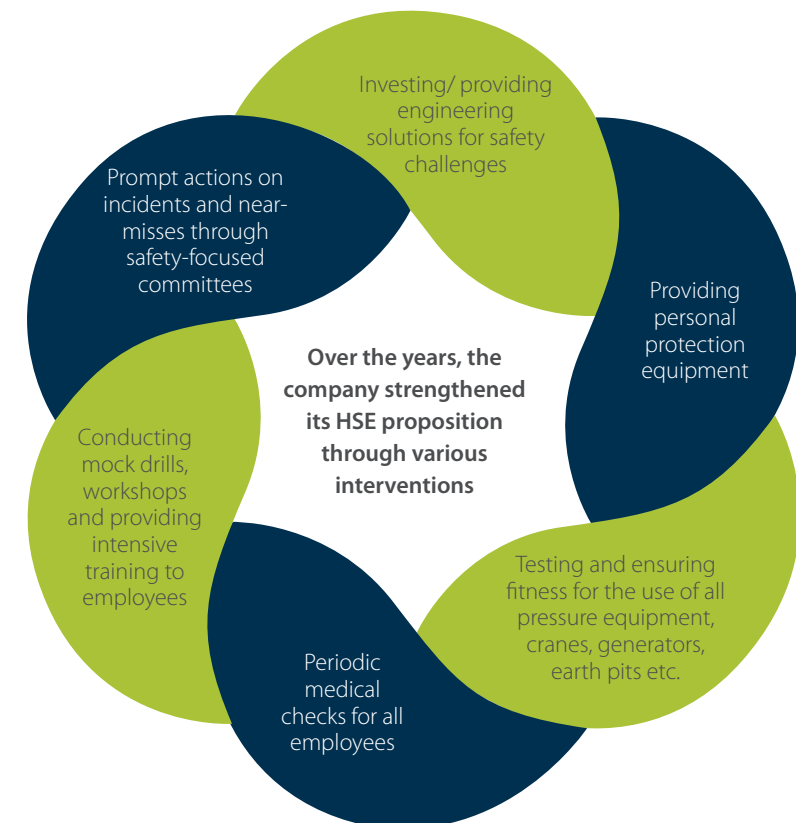 Investing/ providing
engineering
solutions for safety
challenges
Providing
personal
protection
equipment
Testing and ensuring
fitness for the use of all
pressure equipment,
cranes, generators,
earth pits etc.
Periodic
medical
checks for all
employees
Conducting
mock drills,
workshops
and providing
intensive
training to
employees
Prompt actions on
incidents and near-
misses through
safety-focused
committees
Over the years, the
company strengthened
its HSE proposition
through various
interventions